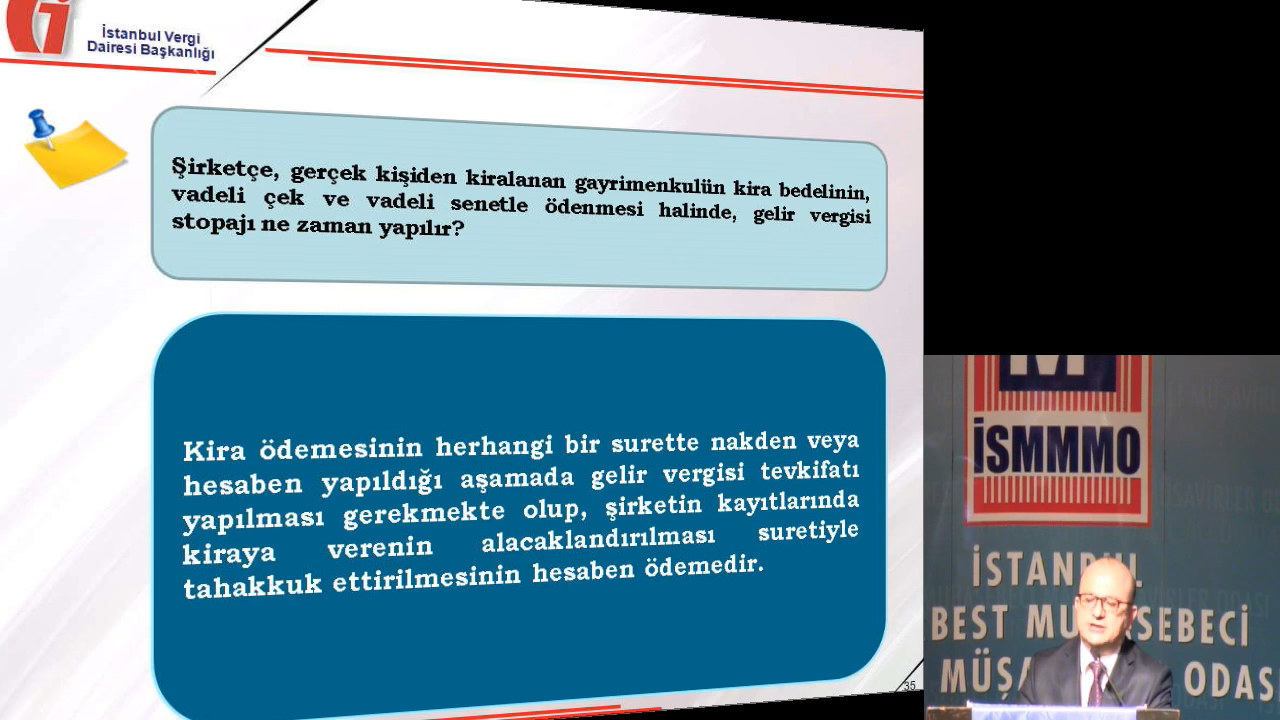 İstanbul Vergi
Dairesi Başkanlığı
Şirketçe, gerçek kişiden kiralanan gayrimenkulün kira bedelinin,
vadeli çek ve vadeli senetle ödenmesi halinde, gelir vergisi
stopajı ne zaman yapılır?
Kira ödemesinin herhangi bir surette nakden veya
hesaben yapıldığı aşamada gelir vergisi tevkifatı
yapılması gerekmekte olup, şirketin kayıtlarında
kiraya verenin alacaklandırılması suretiyle
tahakkuk ettirilmesinin hesaben ödemedir.
35
İSMMMO
İSTAN
BEST MU SEBECİ
MÜŞA ODAS